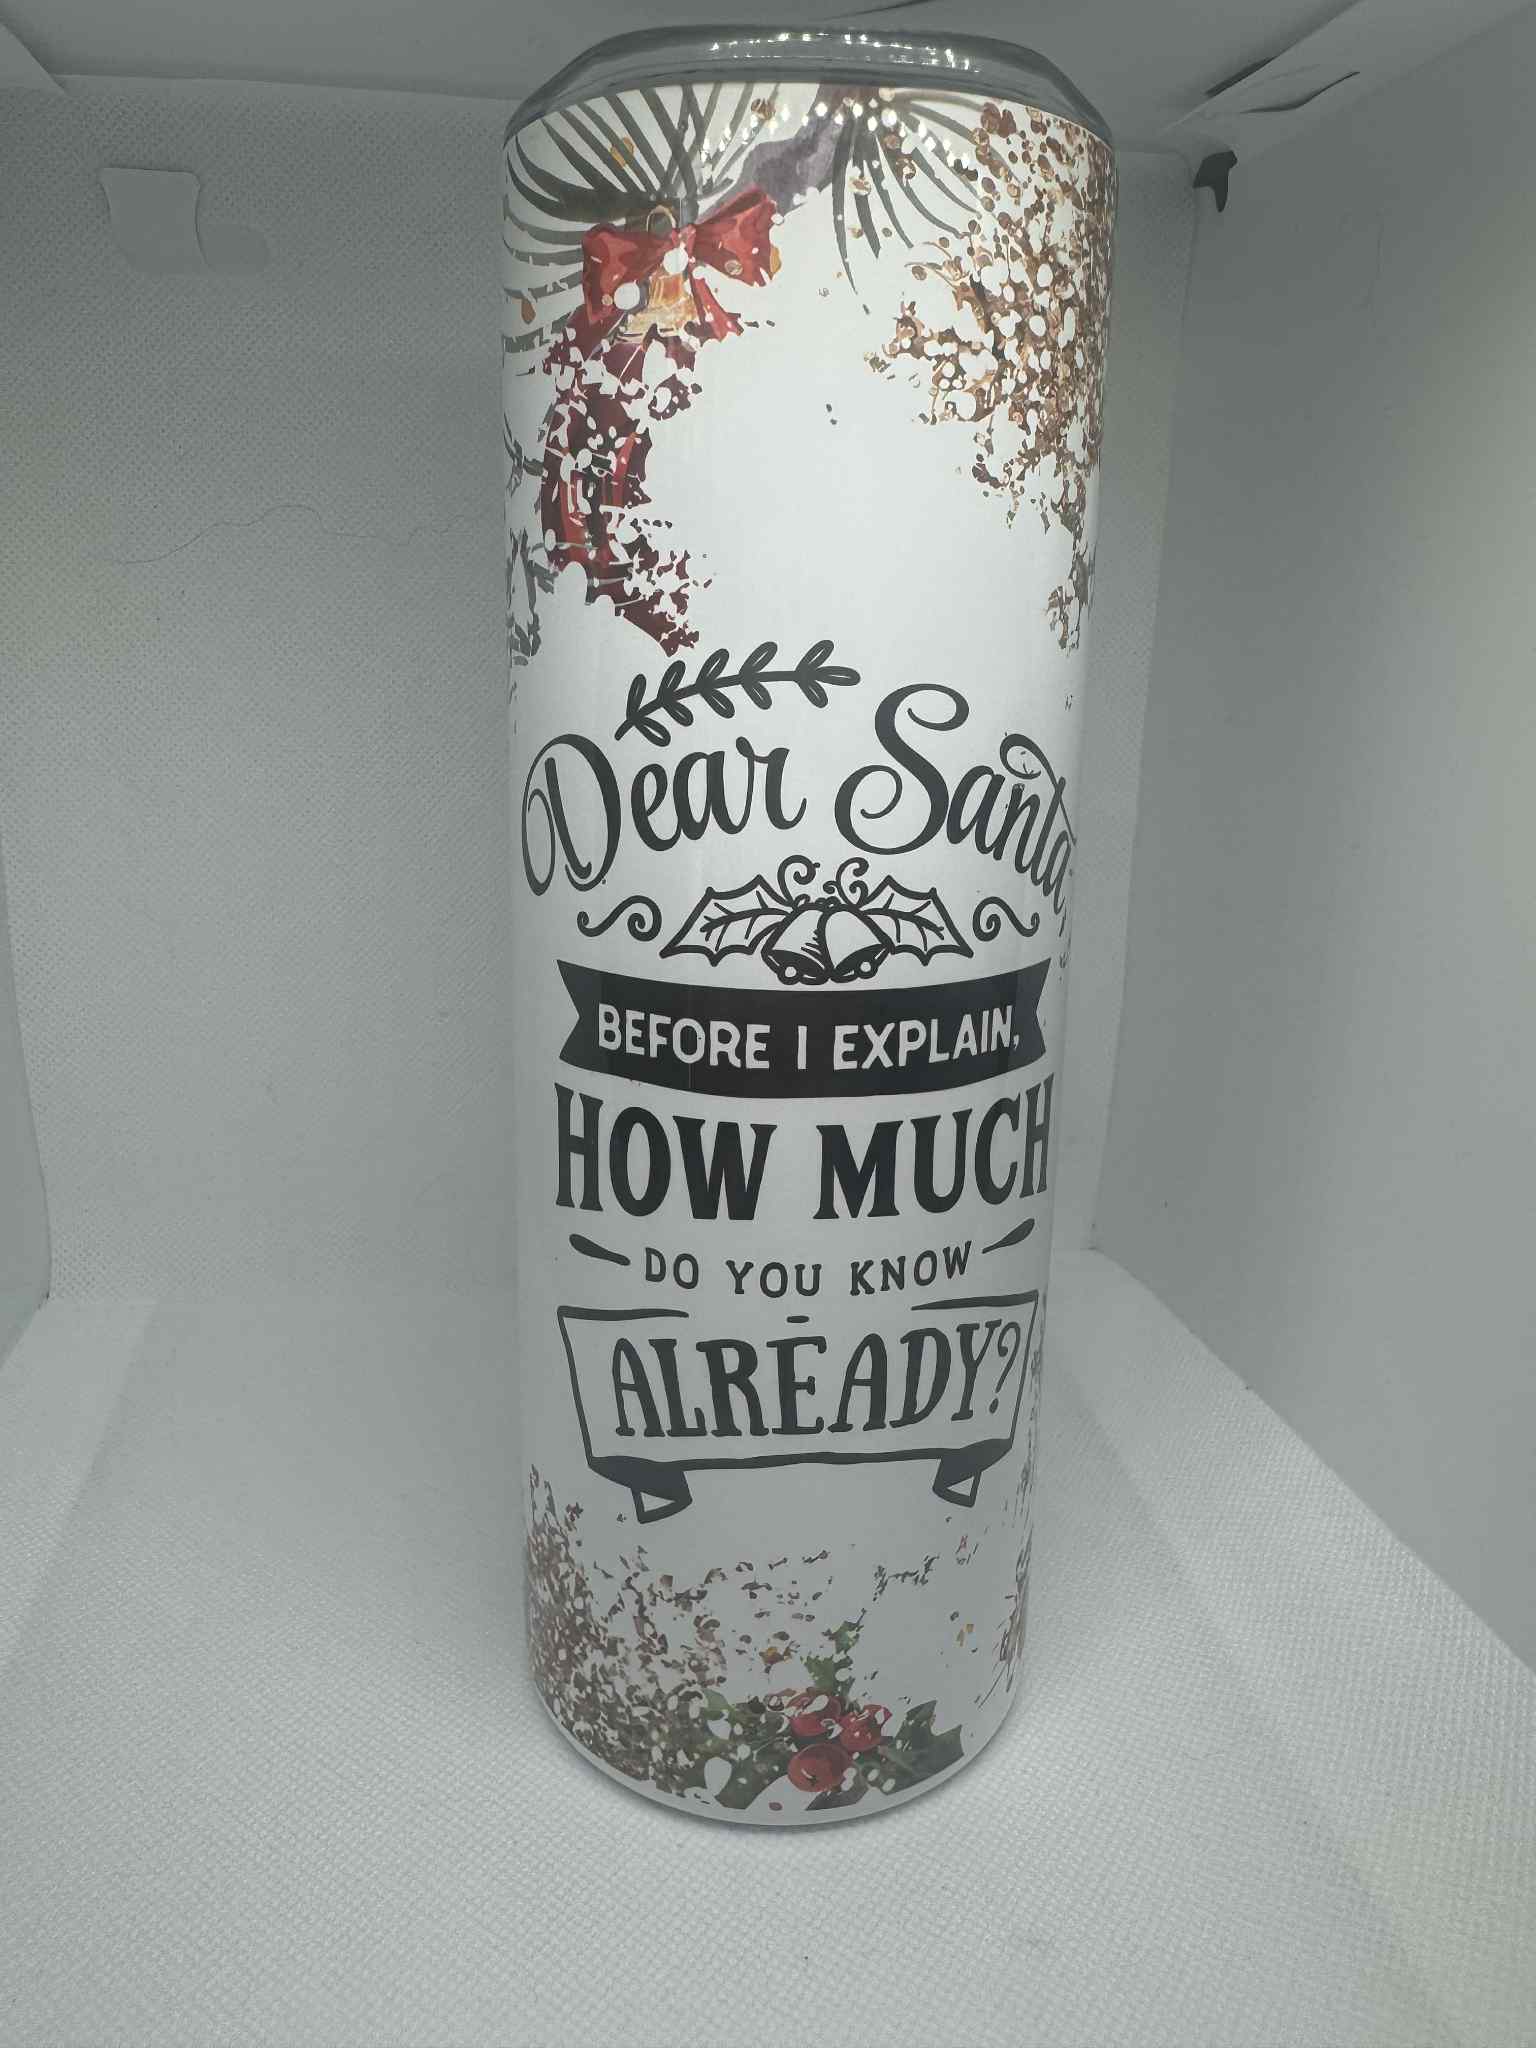 Dear Santa,
BEFORE I EXPLAIN,
HOW MUCH
DO YOU KNOW
ALREADY?